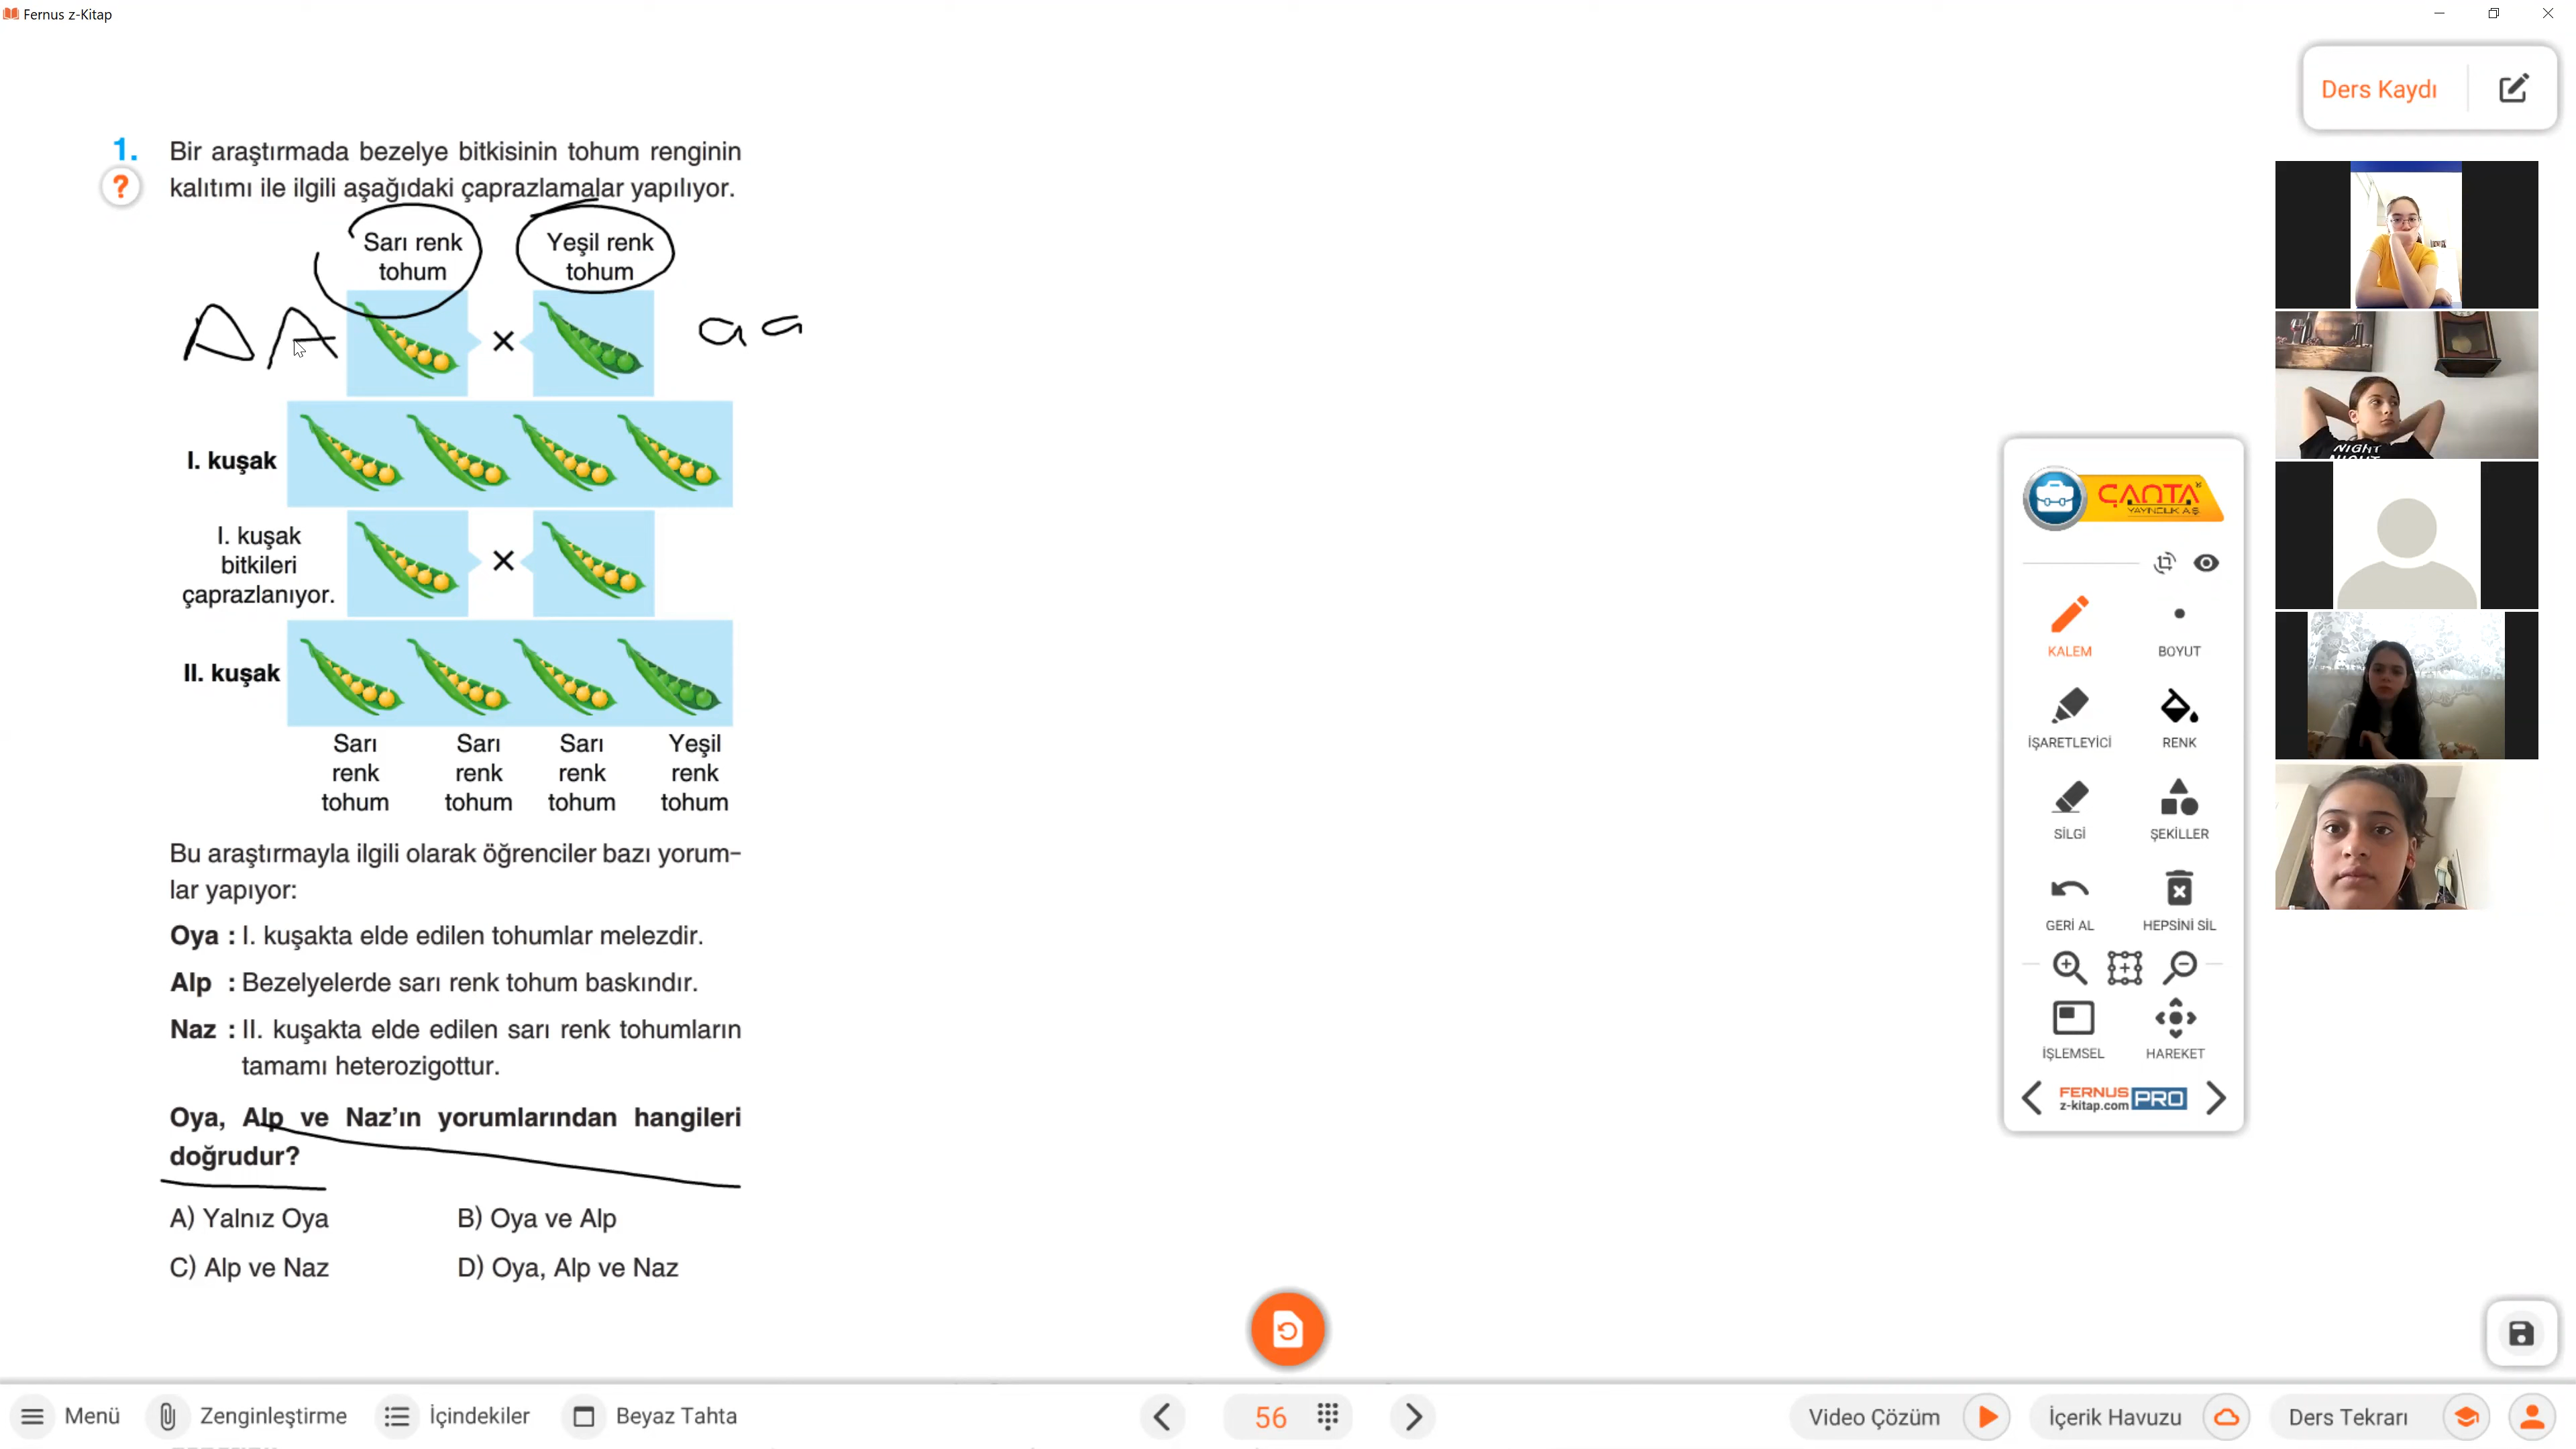 Fernus z-Kitap
Ders Kaydı
1. Bir araştırmada bezelye bitkisinin tohum renginin
kalıtımı ile ilgili aşağıdaki çaprazlamalar yapılıyor.
?
Sarı renk
tohum
Yeşil renk
tohum
AA × aa
I. kuşak
I. kuşak
bitkileri
çaprazlanıyor.
×
II. kuşak
Sarı renk tohum
Sarı renk tohum
Sarı renk tohum
Yeşil renk tohum
Bu araştırmayla ilgili olarak öğrenciler bazı yorum-
lar yapıyor:
Oya : I. kuşakta elde edilen tohumlar melezdir.
Alp : Bezelyelerde sarı renk tohum baskındır.
Naz : II. kuşakta elde edilen sarı renk tohumların
tamamı heterozigottur.
Oya, Alp ve Naz'ın yorumlarından hangileri
doğrudur?
A) Yalnız Oya B) Oya ve Alp
C) Alp ve Naz D) Oya, Alp ve Naz
ÇANTA
YAYINCILIK A.Ş.
KALEM BOYUT
İŞARETLEYİCİ RENK
SİLGİ ŞEKİLLER
GERİ AL HEPSİNİ SİL
İŞLEMSEL HAREKET
FERNUS
z-kitap.com PRO
NIGHT
Menü Zenginleştirme İçindekiler Beyaz Tahta 56 Video Çözüm İçerik Havuzu Ders Tekrarı